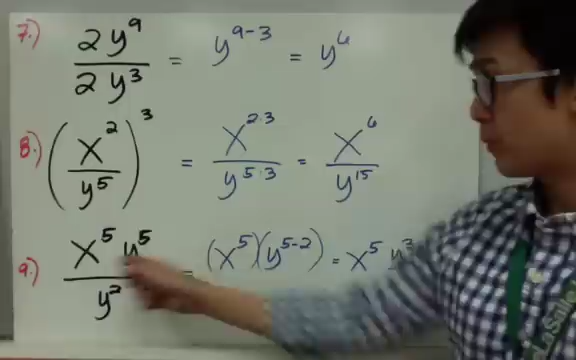 7.) 2y⁹ / 2y³ = y⁹⁻³ = y⁶
8.) (x² / y⁵)³ = x²·³ / y⁵·³ = x⁶ / y¹⁵
9.) x⁵y⁵ / y² = (x⁵)(y⁵⁻²) = x⁵y³
LaSalle